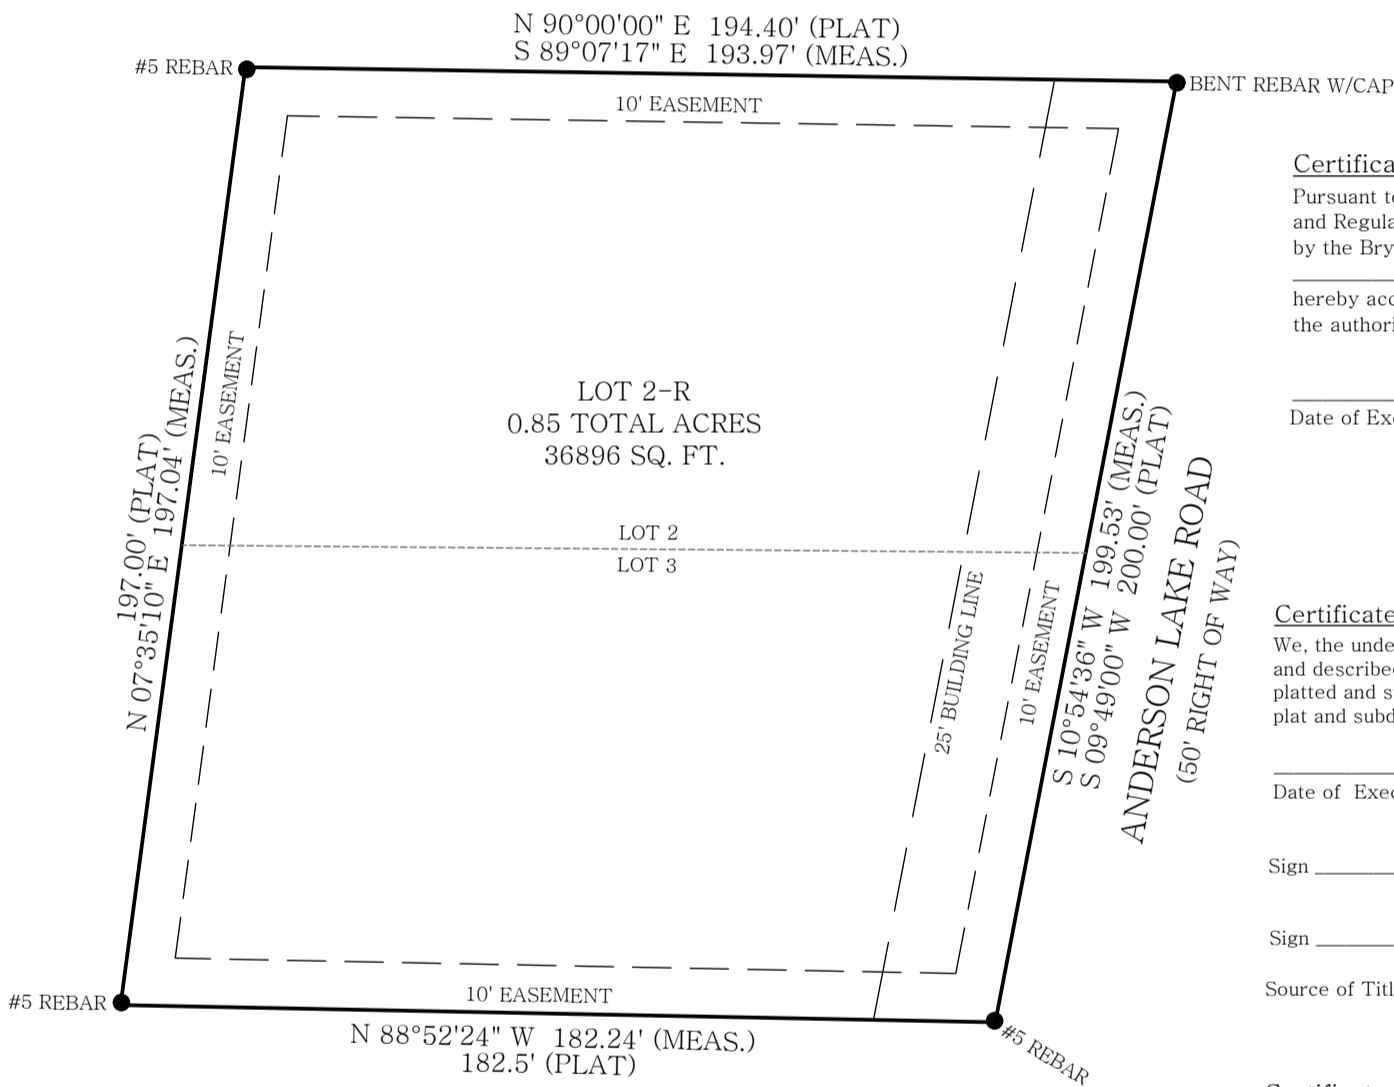 N 90°00'00" E 194.40' (PLAT)
S 89°07'17" E 193.97' (MEAS.)
#5 REBAR
BENT REBAR W/CAP
10' EASEMENT
Certifica
Pursuant to
and Regula
by the Bry
hereby acc
the authori
Date of Exe
LOT 2-R
0.85 TOTAL ACRES
36896 SQ. FT.
10' EASEMENT
197.00' (PLAT)
N 07°35'10" E 197.04' (MEAS.)
LOT 2
LOT 3
25' BUILDING LINE
10' EASEMENT
S 10°54'36" W 199.53' (MEAS.)
S 09°49'00" W 200.00' (PLAT)
ANDERSON LAKE ROAD
(50' RIGHT OF WAY)
Certificate
We, the unde
and described
platted and s
plat and subd
Date of Exec
Sign
Sign
Source of Titl
#5 REBAR
10' EASEMENT
N 88°52'24" W 182.24' (MEAS.)
182.5' (PLAT)
#5 REBAR